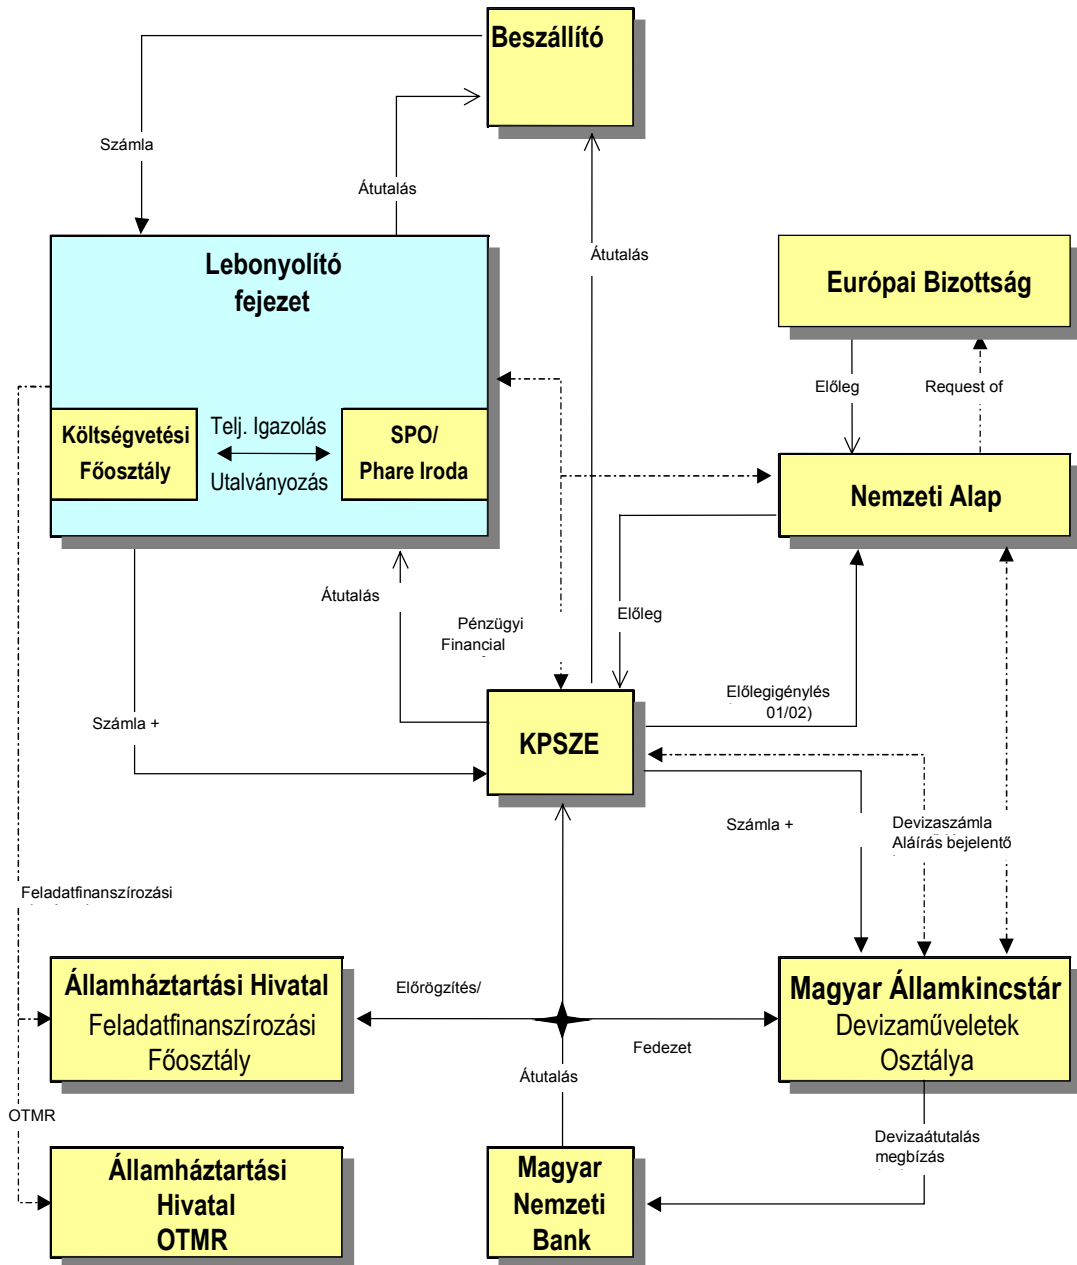 Beszállító
Számla
Átutalás
Átutalás
Lebonyolító
fejezet
Európai Bizottság
Előleg
Request of
Költségvetési
Főosztály
Telj. Igazolás
Utalványozás
SPO/
Phare Iroda
Nemzeti Alap
Átutalás
Pénzügyi
Financial
Előleg
Számla +
KPSZE
Előlegigénylés
01/02)
Számla +
Devizaszámla
Aláírás bejelentő
Feladatfinanszírozási
Államháztartási Hivatal
Feladatfinanszírozási
Főosztály
Előrögzítés/
Fedezet
Magyar Államkincstár
Devizaműveletek
Osztálya
Átutalás
OTMR
Államháztartási
Hivatal
OTMR
Magyar
Nemzeti
Bank
Devizaátutalás
megbízás